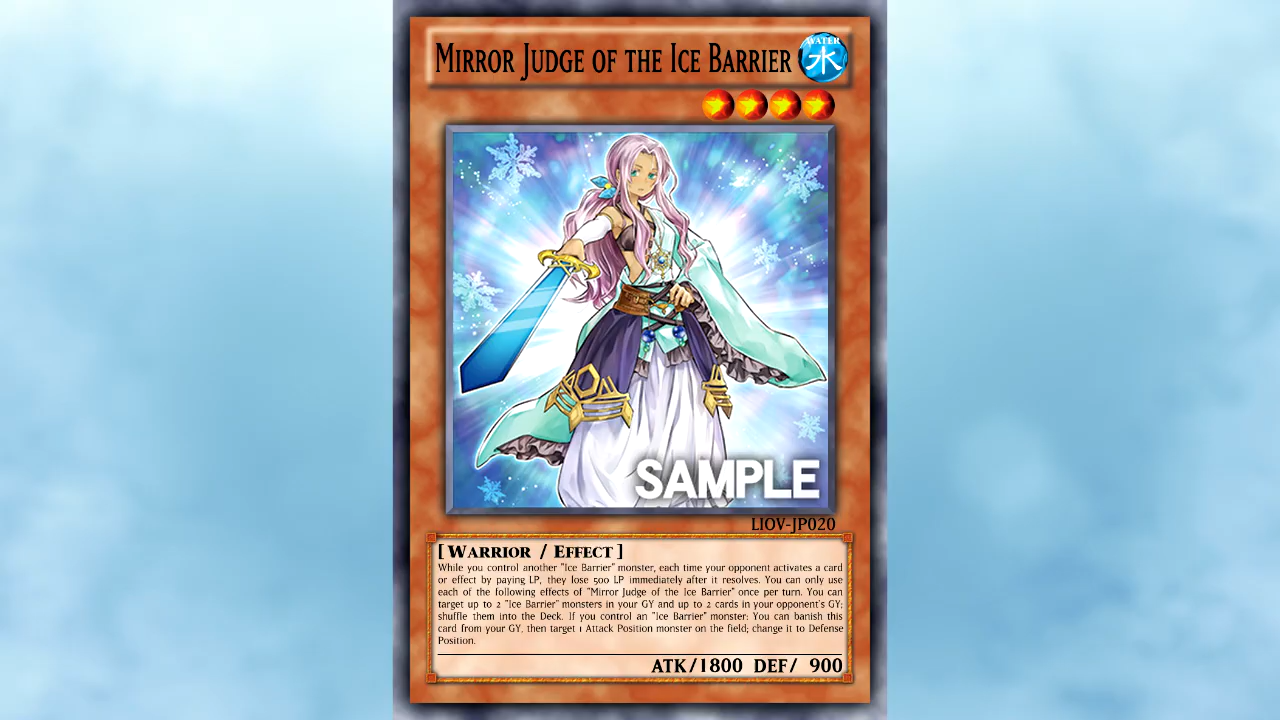 MIRROR JUDGE OF THE ICE BARRIER
WATER
水
SAMPLE
LIOV-JP020
[ WARRIOR / EFFECT ]
While you control another "Ice Barrier" monster, each time your opponent activates a card
or effect by paying LP, they lose 500 LP immediately after it resolves. You can only use
each of the following effects of "Mirror Judge of the Ice Barrier" once per turn. You can
target up to 2 "Ice Barrier" monsters in your GY and up to 2 cards in your opponent's GY;
shuffle them into the Deck. If you control an "Ice Barrier" monster: You can banish this
card from your GY, then target 1 Attack Position monster on the field; change it to Defense
Position.
ATK/1800 DEF/ 900